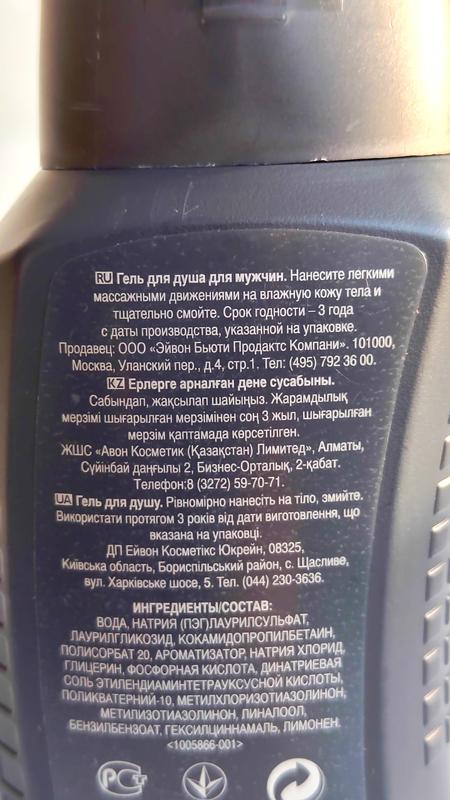 RU Гель для душа для мужчин. Нанесите легкими
массажными движениями на влажную кожу тела и
тщательно смойте. Срок годности – 3 года
с даты производства, указанной на упаковке.
Продавец: ООО «Эйвон Бьюти Продактс Компани». 101000,
Москва, Уланский пер., д.4, стр.1. Тел: (495) 792 36 00.
KZ Ерлерге арналған дене сусабыны.
Сабындап, жақсылап шайыңыз. Жарамдылық
мерзімі шығарылған мерзімінен соң 3 жыл, шығарылған
мерзім қаптамада көрсетілген.
ЖШС «Авон Косметик (Қазақстан) Лимитед», Алматы,
Сүйінбай даңғылы 2, Бизнес-Орталық, 2-қабат.
Телефон:8 (3272) 59-70-71.
UA Гель для душу. Рівномірно нанесіть на тіло, змийте.
Використати протягом 3 років від дати виготовлення, що
вказана на упаковці.
ДП Ейвон Косметікс Юкрейн, 08325,
Київська область, Бориспільський район, с. Щасливе,
вул. Харківське шосе, 5. Тел. (044) 230-3636.
ИНГРЕДИЕНТЫ/СОСТАВ:
ВОДА, НАТРИЯ (ПЭГ)ЛАУРИЛСУЛЬФАТ,
ЛАУРИЛГЛИКОЗИД, КОКАМИДОПРОПИЛБЕТАИН,
ПОЛИСОРБАТ 20, АРОМАТИЗАТОР, НАТРИЯ ХЛОРИД,
ГЛИЦЕРИН, ФОСФОРНАЯ КИСЛОТА, ДИНАТРИЕВАЯ
СОЛЬ ЭТИЛЕНДИАМИНТЕТРАУКСУСНОЙ КИСЛОТЫ,
ПОЛИКВАТЕРНИЙ-10, МЕТИЛХЛОРИЗОТИАЗОЛИНОН,
МЕТИЛИЗОТИАЗОЛИНОН, ЛИНАЛООЛ,
БЕНЗИЛБЕНЗОАТ, ГЕКСИЛЦИННАМАЛЬ, ЛИМОНЕН.
<1005866-001>